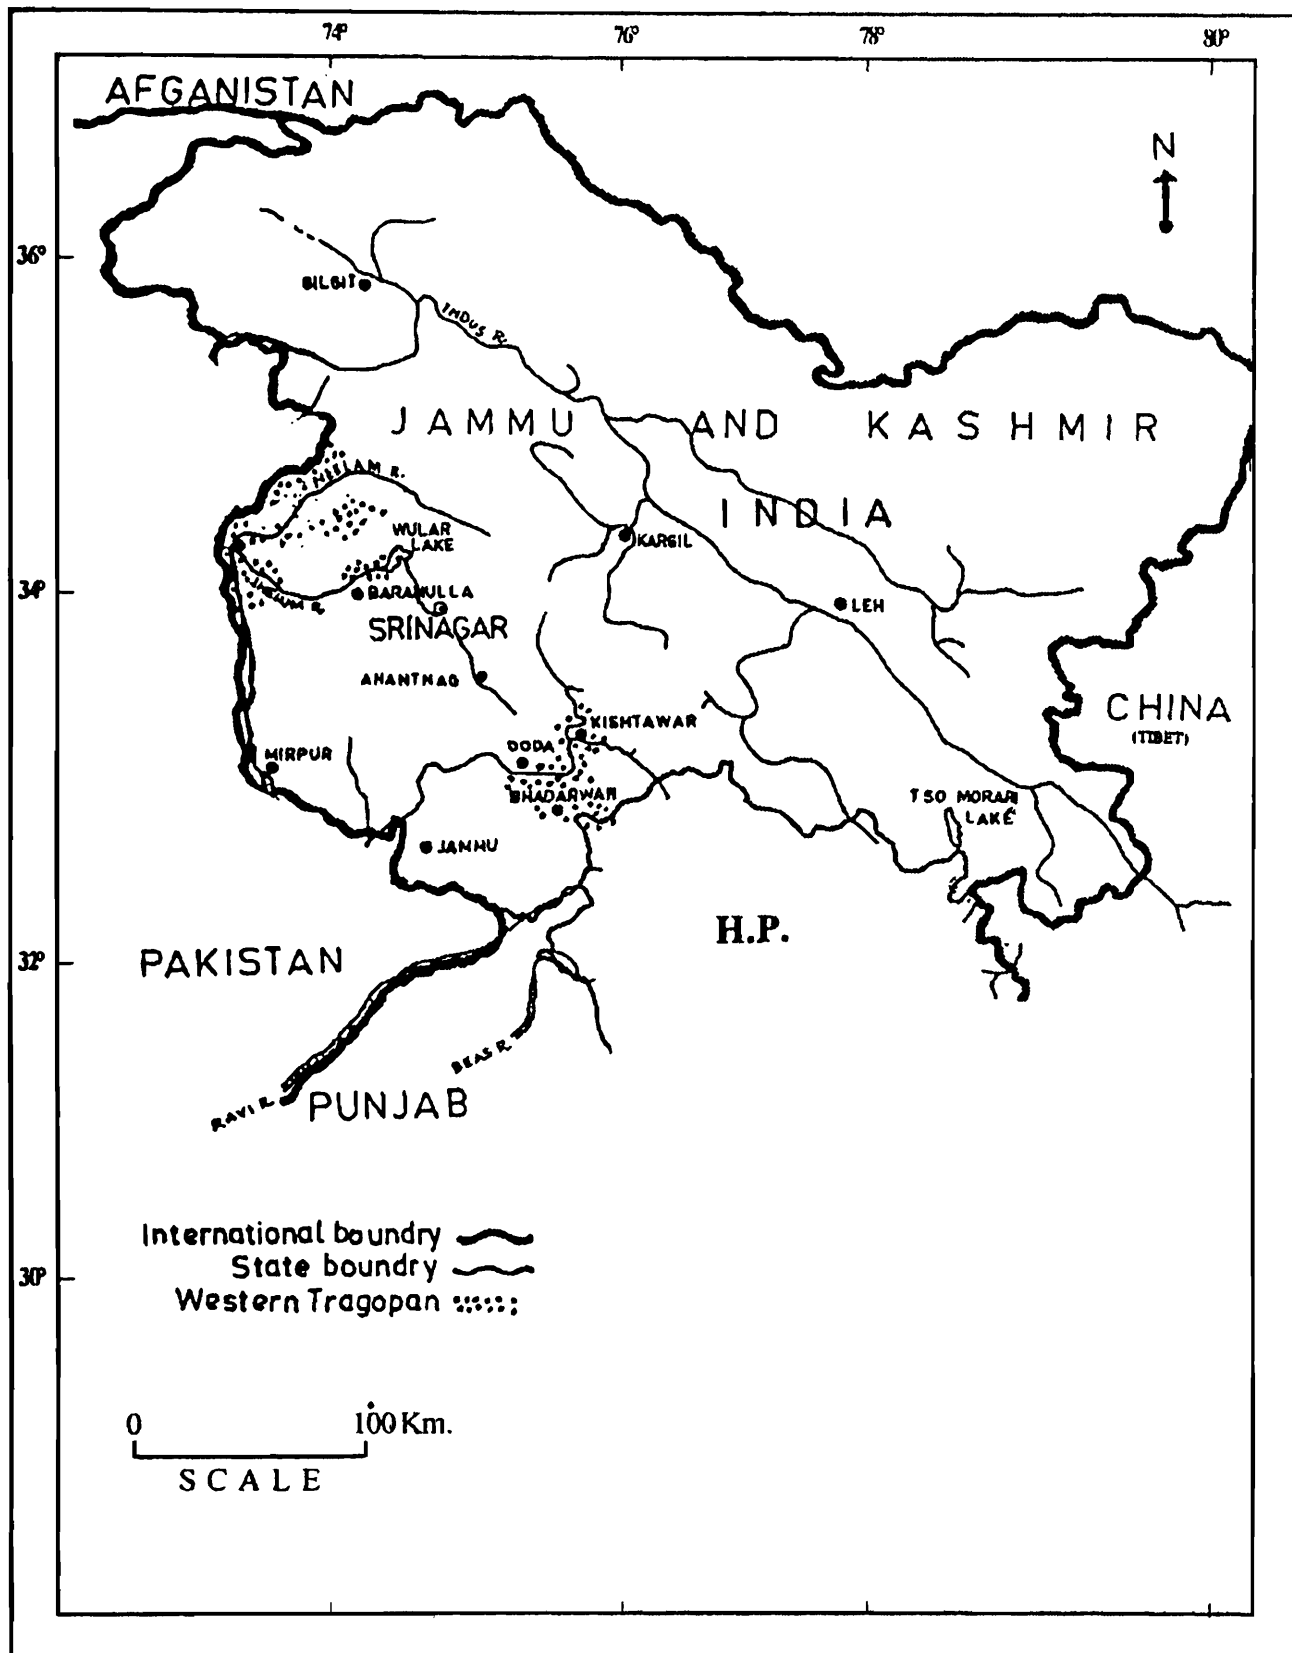 74° 76° 78° 80°
AFGANISTAN
N
36°
GILGIT
INDUS R.
JAMMU AND KASHMIR
NEELAM R.
INDIA
WULAR
LAKE
KARGIL
34°
BARAMULLA
LEH
JHELUM R.
SRINAGAR
ANANTNAG
CHINA
(TIBET)
KISHTAWAR
DODA
MIRPUR
BHADARWAH
TSO MORARI
LAKE
JAMMU
H.P.
32°
PAKISTAN
BEAS R.
RAVI R.
PUNJAB
International boundry
State boundry
30°
Western Tragopan
0 100 Km.
SCALE